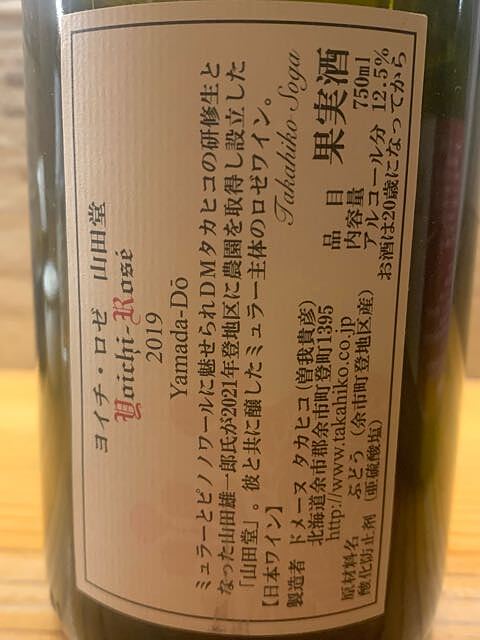 ヨイチ・ロゼ　山田堂
Yoichi Rosé
2019
Yamada-Dō
ミュラーとピノノワールに魅せられDMタカヒコの研修生と
なった山田雄一郎氏が2021年登地区に農園を取得し設立した
「山田堂」。彼と共に醸したミュラー主体のロゼワイン。
【日本ワイン】
Takahiko Soga
製造者　ドメーヌ タカヒコ(曽我貴彦)
北海道余市郡余市町登町1395
http://www.takahiko.co.jp
原材料名　ぶどう（余市町登地区産）
酸化防止剤（亜硫酸塩）
品目　果実酒
内容量　750ml
アルコール分　12.5%
お酒は20歳になってから